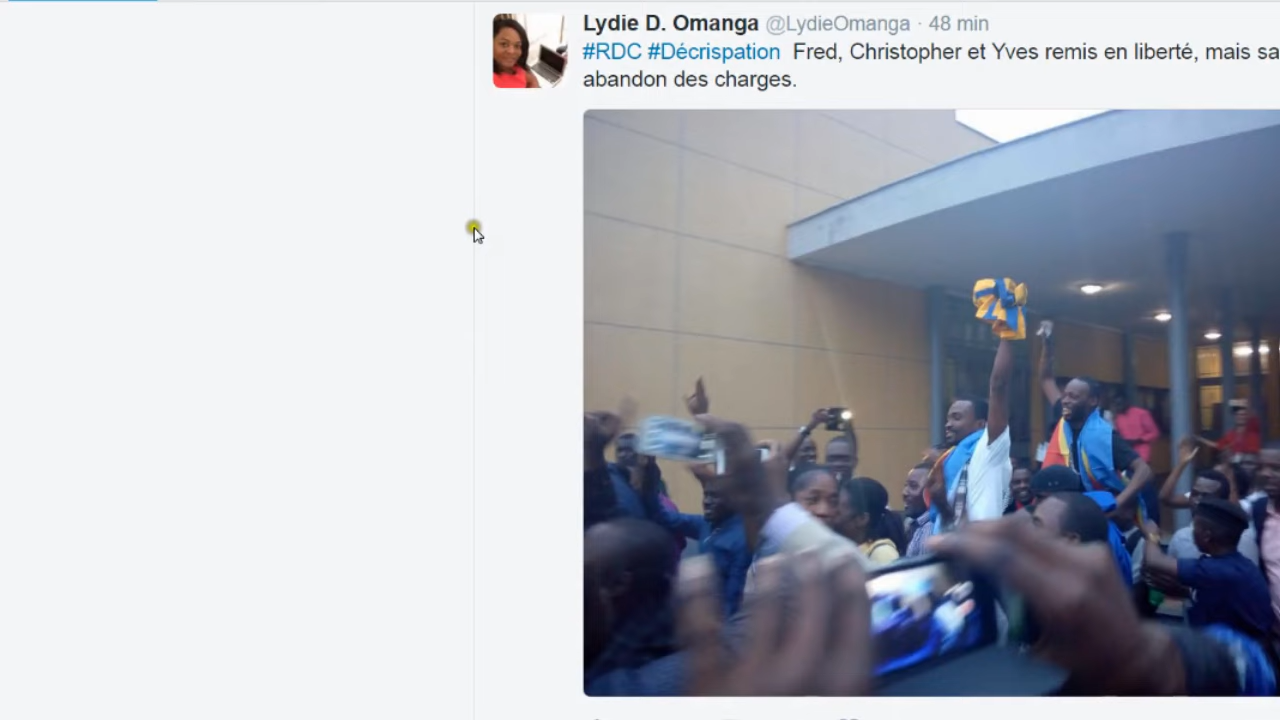 Lydie D. Omanga @LydieOmanga · 48 min
#RDC #Décrispation Fred, Christopher et Yves remis en liberté, mais sa
abandon des charges.